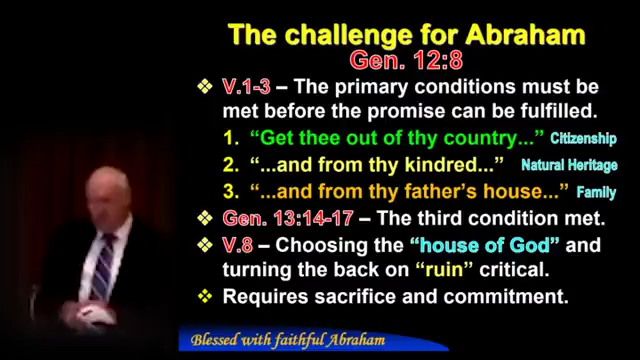 The challenge for Abraham
Gen. 12:8
V.1-3 – The primary conditions must be
met before the promise can be fulfilled.
1. “Get thee out of thy country...” Citizenship
2. “...and from thy kindred...” Natural Heritage
3. “...and from thy father’s house...” Family
Gen. 13:14-17 – The third condition met.
V.8 – Choosing the “house of God” and
turning the back on “ruin” critical.
Requires sacrifice and commitment.
Blessed with faithful Abraham